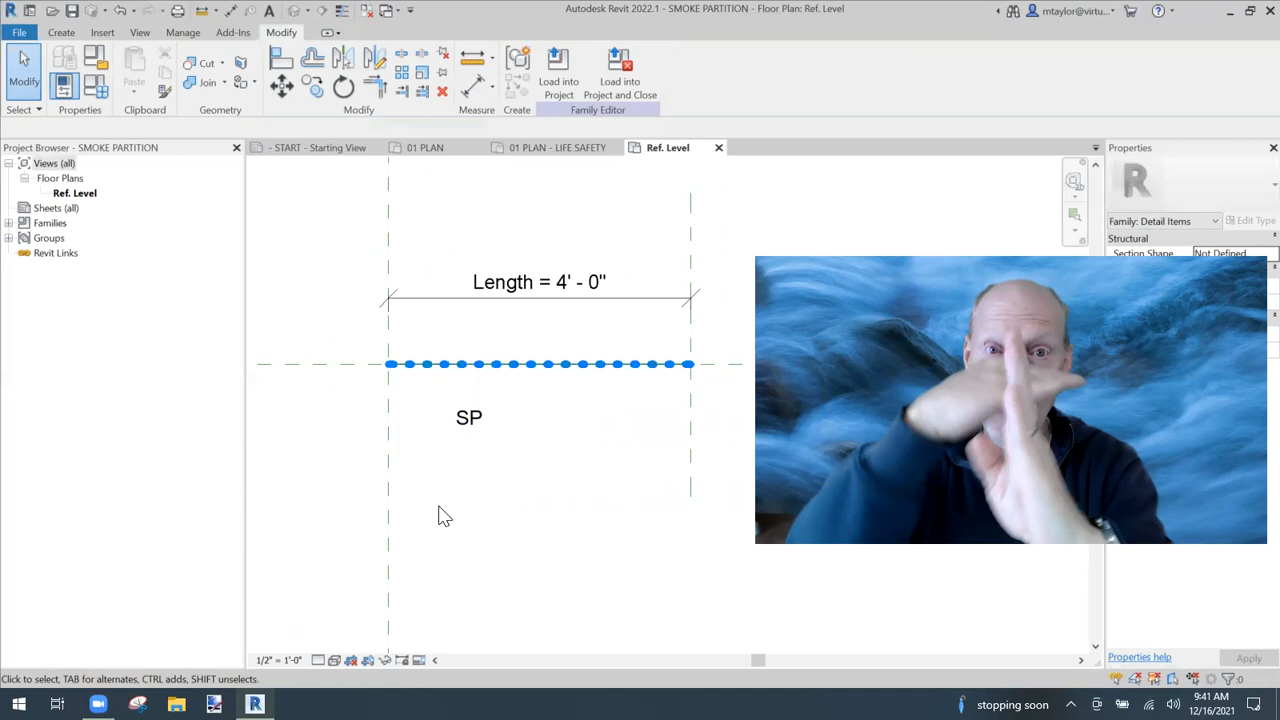 Autodesk Revit 2022.1 - SMOKE PARTITION - Floor Plan: Ref. Level
mtaylor@virtu...
File Create Insert View Manage Add-Ins Modify
Modify Paste Cut Join Load into Project Load into Project and Close
Select Properties Clipboard Geometry Modify Measure Create Family Editor
Project Browser - SMOKE PARTITION
- START - Starting View 01 PLAN 01 PLAN - LIFE SAFETY Ref. Level
Properties
Views (all)
Floor Plans
Ref. Level
Sheets (all)
Families
Groups
Revit Links
Family: Detail Items Edit Type
Structural
Section Shape Not Defined
Length = 4' - 0"
SP
1/2" = 1'-0"
Properties help Apply
Click to select, TAB for alternates, CTRL adds, SHIFT unselects.
:0
stopping soon
9:41 AM
12/16/2021